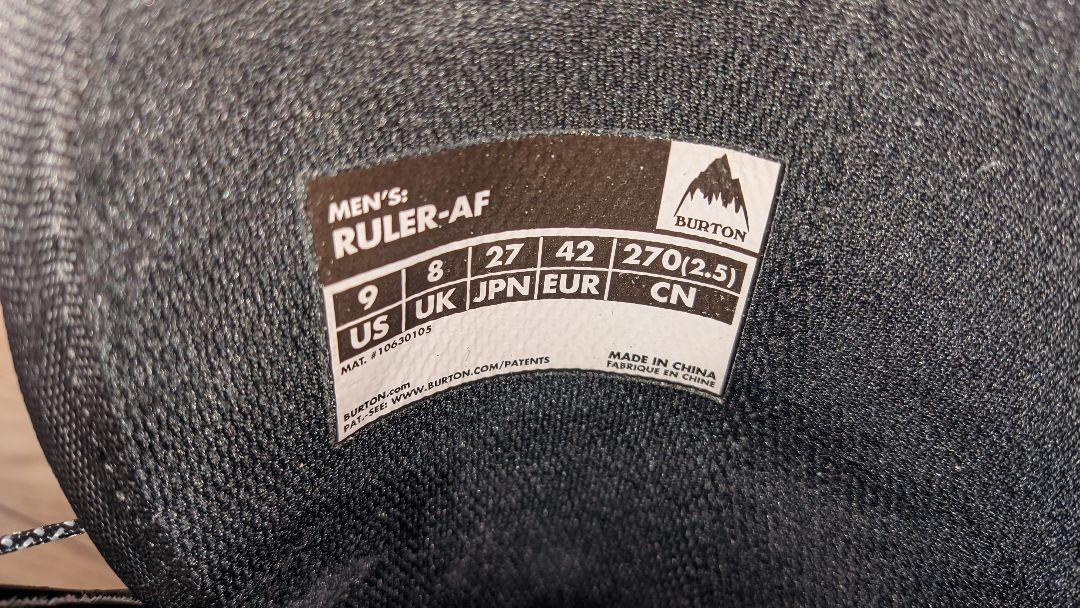 MEN'S:
RULER-AF
BURTON
9 8 27 42 270(2.5)
US UK JPN EUR CN
MAT. #10630105
BURTON.com
PAT.-SEE: WWW.BURTON.COM/PATENTS
MADE IN CHINA
FABRIQUE EN CHINE